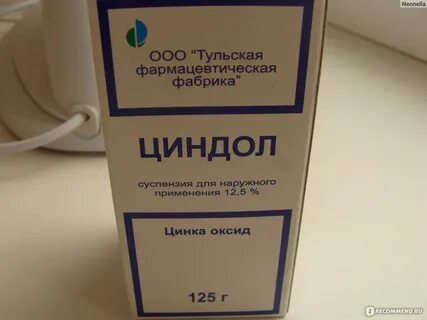 Neonella
ООО "Тульская
фармацевтическая
фабрика"
ЦИНДОЛ
суспензия для наружного
применения 12,5 %
Цинка оксид
125 г
IRECOMMEND.RU